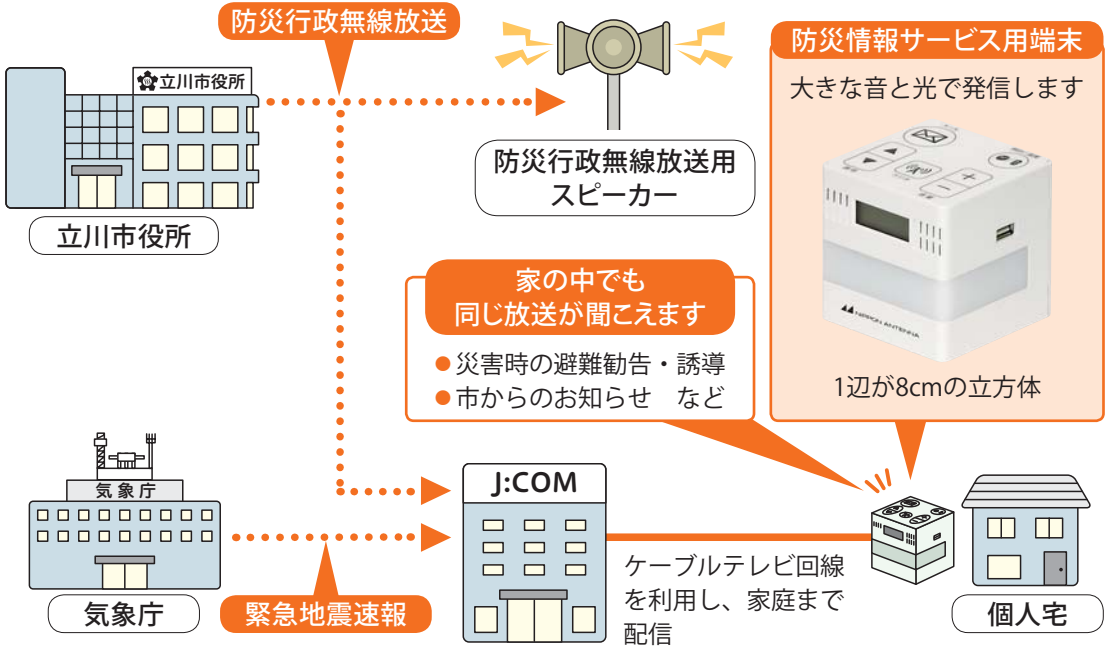 防災行政無線放送
立川市役所
立川市役所
防災行政無線放送用
スピーカー
防災情報サービス用端末
大きな音と光で発信します
NIPPON ANTENNA
1辺が8cmの立方体
家の中でも
同じ放送が聞こえます
●災害時の避難勧告・誘導
●市からのお知らせ　など
気象庁
気象庁
緊急地震速報
J:COM
ケーブルテレビ回線
を利用し、家庭まで
配信
個人宅